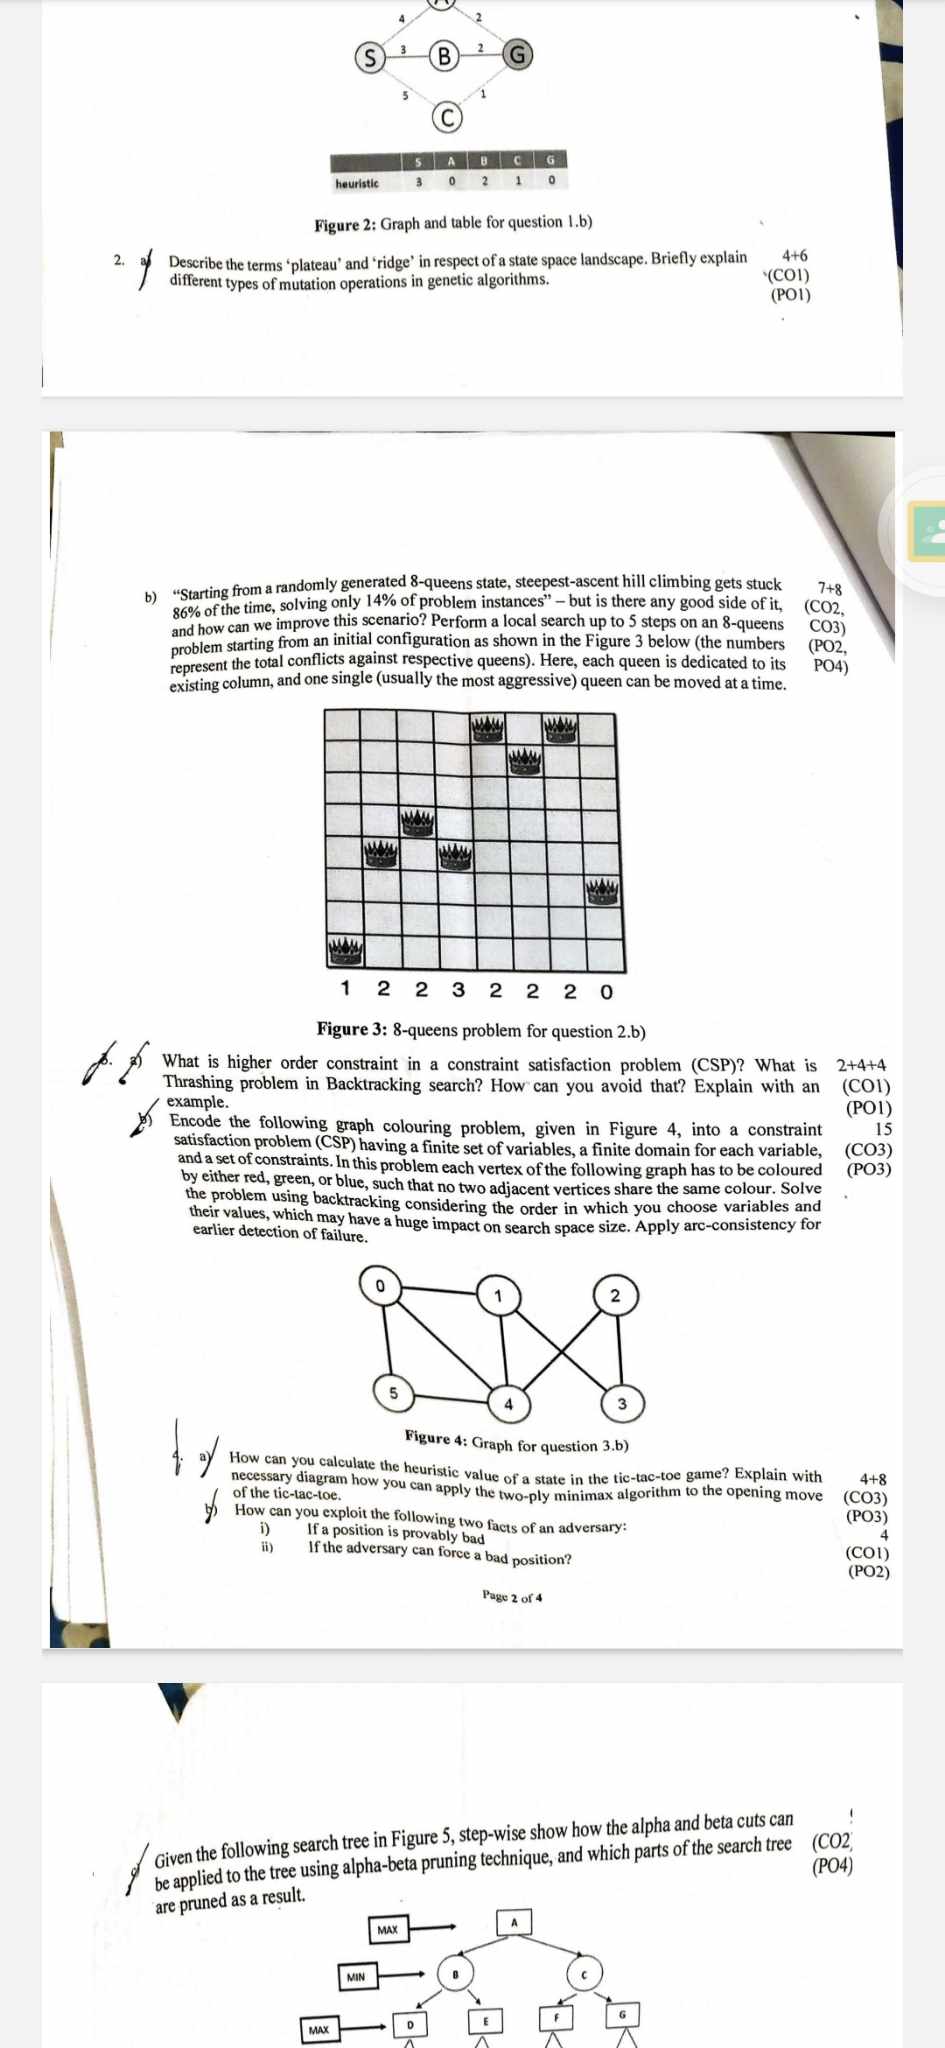 4 2
S 3 B 2 G
5 1
C
S A B C G
heuristic 3 0 2 1 0
Figure 2: Graph and table for question 1.b)
2. a) Describe the terms ‘plateau’ and ‘ridge’ in respect of a state space landscape. Briefly explain 4+6
different types of mutation operations in genetic algorithms. (CO1)
(PO1)
b) “Starting from a randomly generated 8-queens state, steepest-ascent hill climbing gets stuck 7+8
86% of the time, solving only 14% of problem instances” – but is there any good side of it, (CO2,
and how can we improve this scenario? Perform a local search up to 5 steps on an 8-queens CO3)
problem starting from an initial configuration as shown in the Figure 3 below (the numbers (PO2,
represent the total conflicts against respective queens). Here, each queen is dedicated to its PO4)
existing column, and one single (usually the most aggressive) queen can be moved at a time.
1 2 2 3 2 2 2 0
Figure 3: 8-queens problem for question 2.b)
3. a) What is higher order constraint in a constraint satisfaction problem (CSP)? What is 2+4+4
Thrashing problem in Backtracking search? How can you avoid that? Explain with an (CO1)
example. (PO1)
b) Encode the following graph colouring problem, given in Figure 4, into a constraint 15
satisfaction problem (CSP) having a finite set of variables, a finite domain for each variable, (CO3)
and a set of constraints. In this problem each vertex of the following graph has to be coloured (PO3)
by either red, green, or blue, such that no two adjacent vertices share the same colour. Solve
the problem using backtracking considering the order in which you choose variables and
their values, which may have a huge impact on search space size. Apply arc-consistency for
earlier detection of failure.
0 1 2
5 4 3
Figure 4: Graph for question 3.b)
4. a) How can you calculate the heuristic value of a state in the tic-tac-toe game? Explain with 4+8
necessary diagram how you can apply the two-ply minimax algorithm to the opening move (CO3)
of the tic-tac-toe. (PO3)
b) How can you exploit the following two facts of an adversary: 4
i) If a position is provably bad (CO1)
ii) If the adversary can force a bad position? (PO2)
Page 2 of 4
Given the following search tree in Figure 5, step-wise show how the alpha and beta cuts can
be applied to the tree using alpha-beta pruning technique, and which parts of the search tree (CO2,
are pruned as a result. (PO4)
MAX A
MIN B C
MAX D E F G